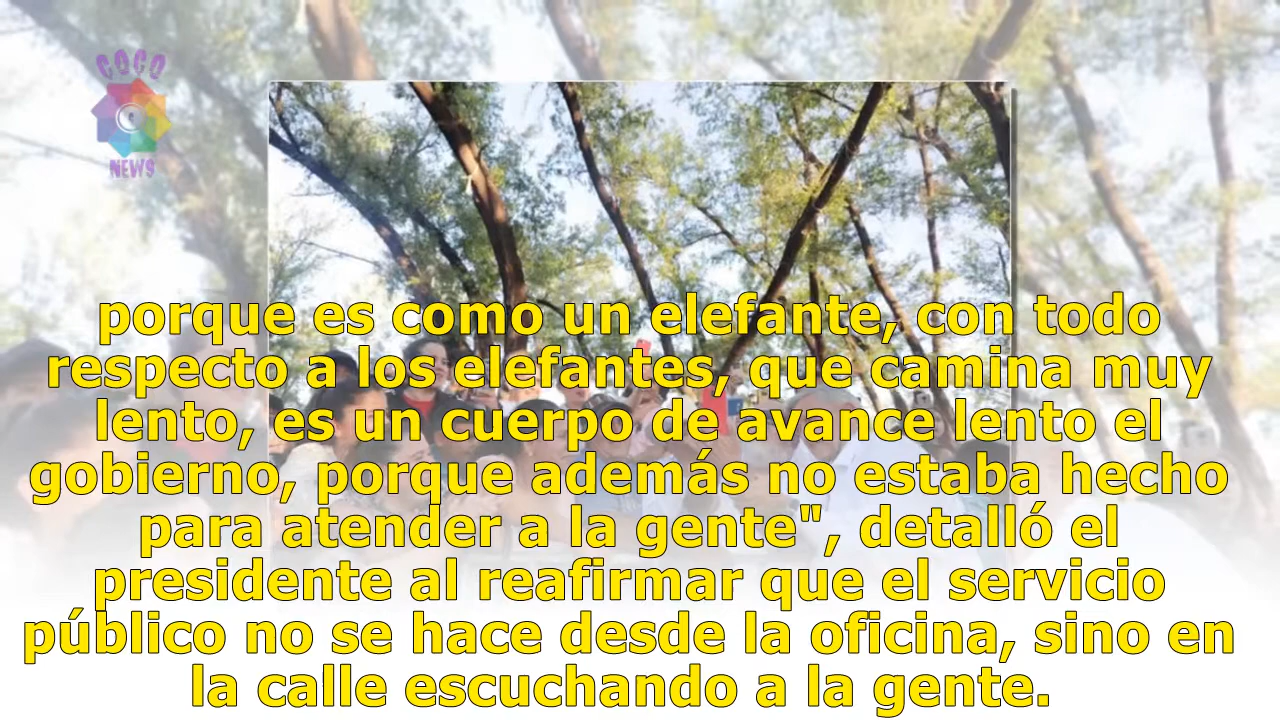 COCO
NEWS
porque es como un elefante, con todo
respecto a los elefantes, que camina muy
lento, es un cuerpo de avance lento el
gobierno, porque además no estaba hecho
para atender a la gente", detalló el
presidente al reafirmar que el servicio
público no se hace desde la oficina, sino en
la calle escuchando a la gente.